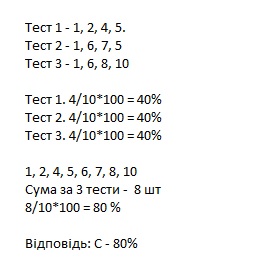 Тест 1 - 1, 2, 4, 5.
Тест 2 - 1, 6, 7, 5
Тест 3 - 1, 6, 8, 10
Тест 1. 4/10*100 = 40%
Тест 2. 4/10*100 = 40%
Тест 3. 4/10*100 = 40%
1, 2, 4, 5, 6, 7, 8, 10
Сума за 3 тести - 8 шт
8/10*100 = 80 %
Відповідь: С - 80%